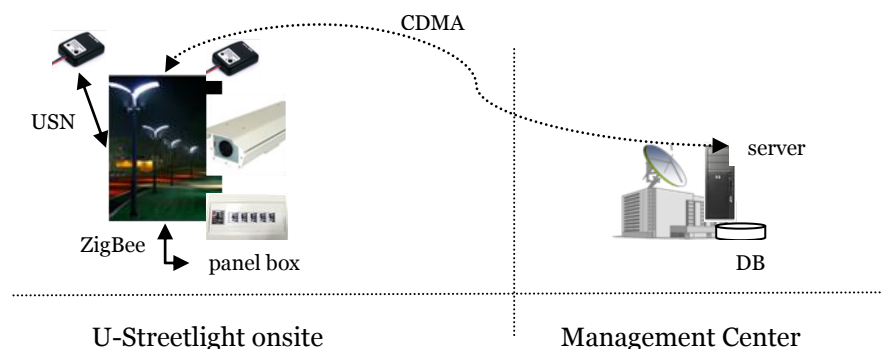 CDMA
USN
server
ZigBee
panel box
DB
U-Streetlight onsite
Management Center